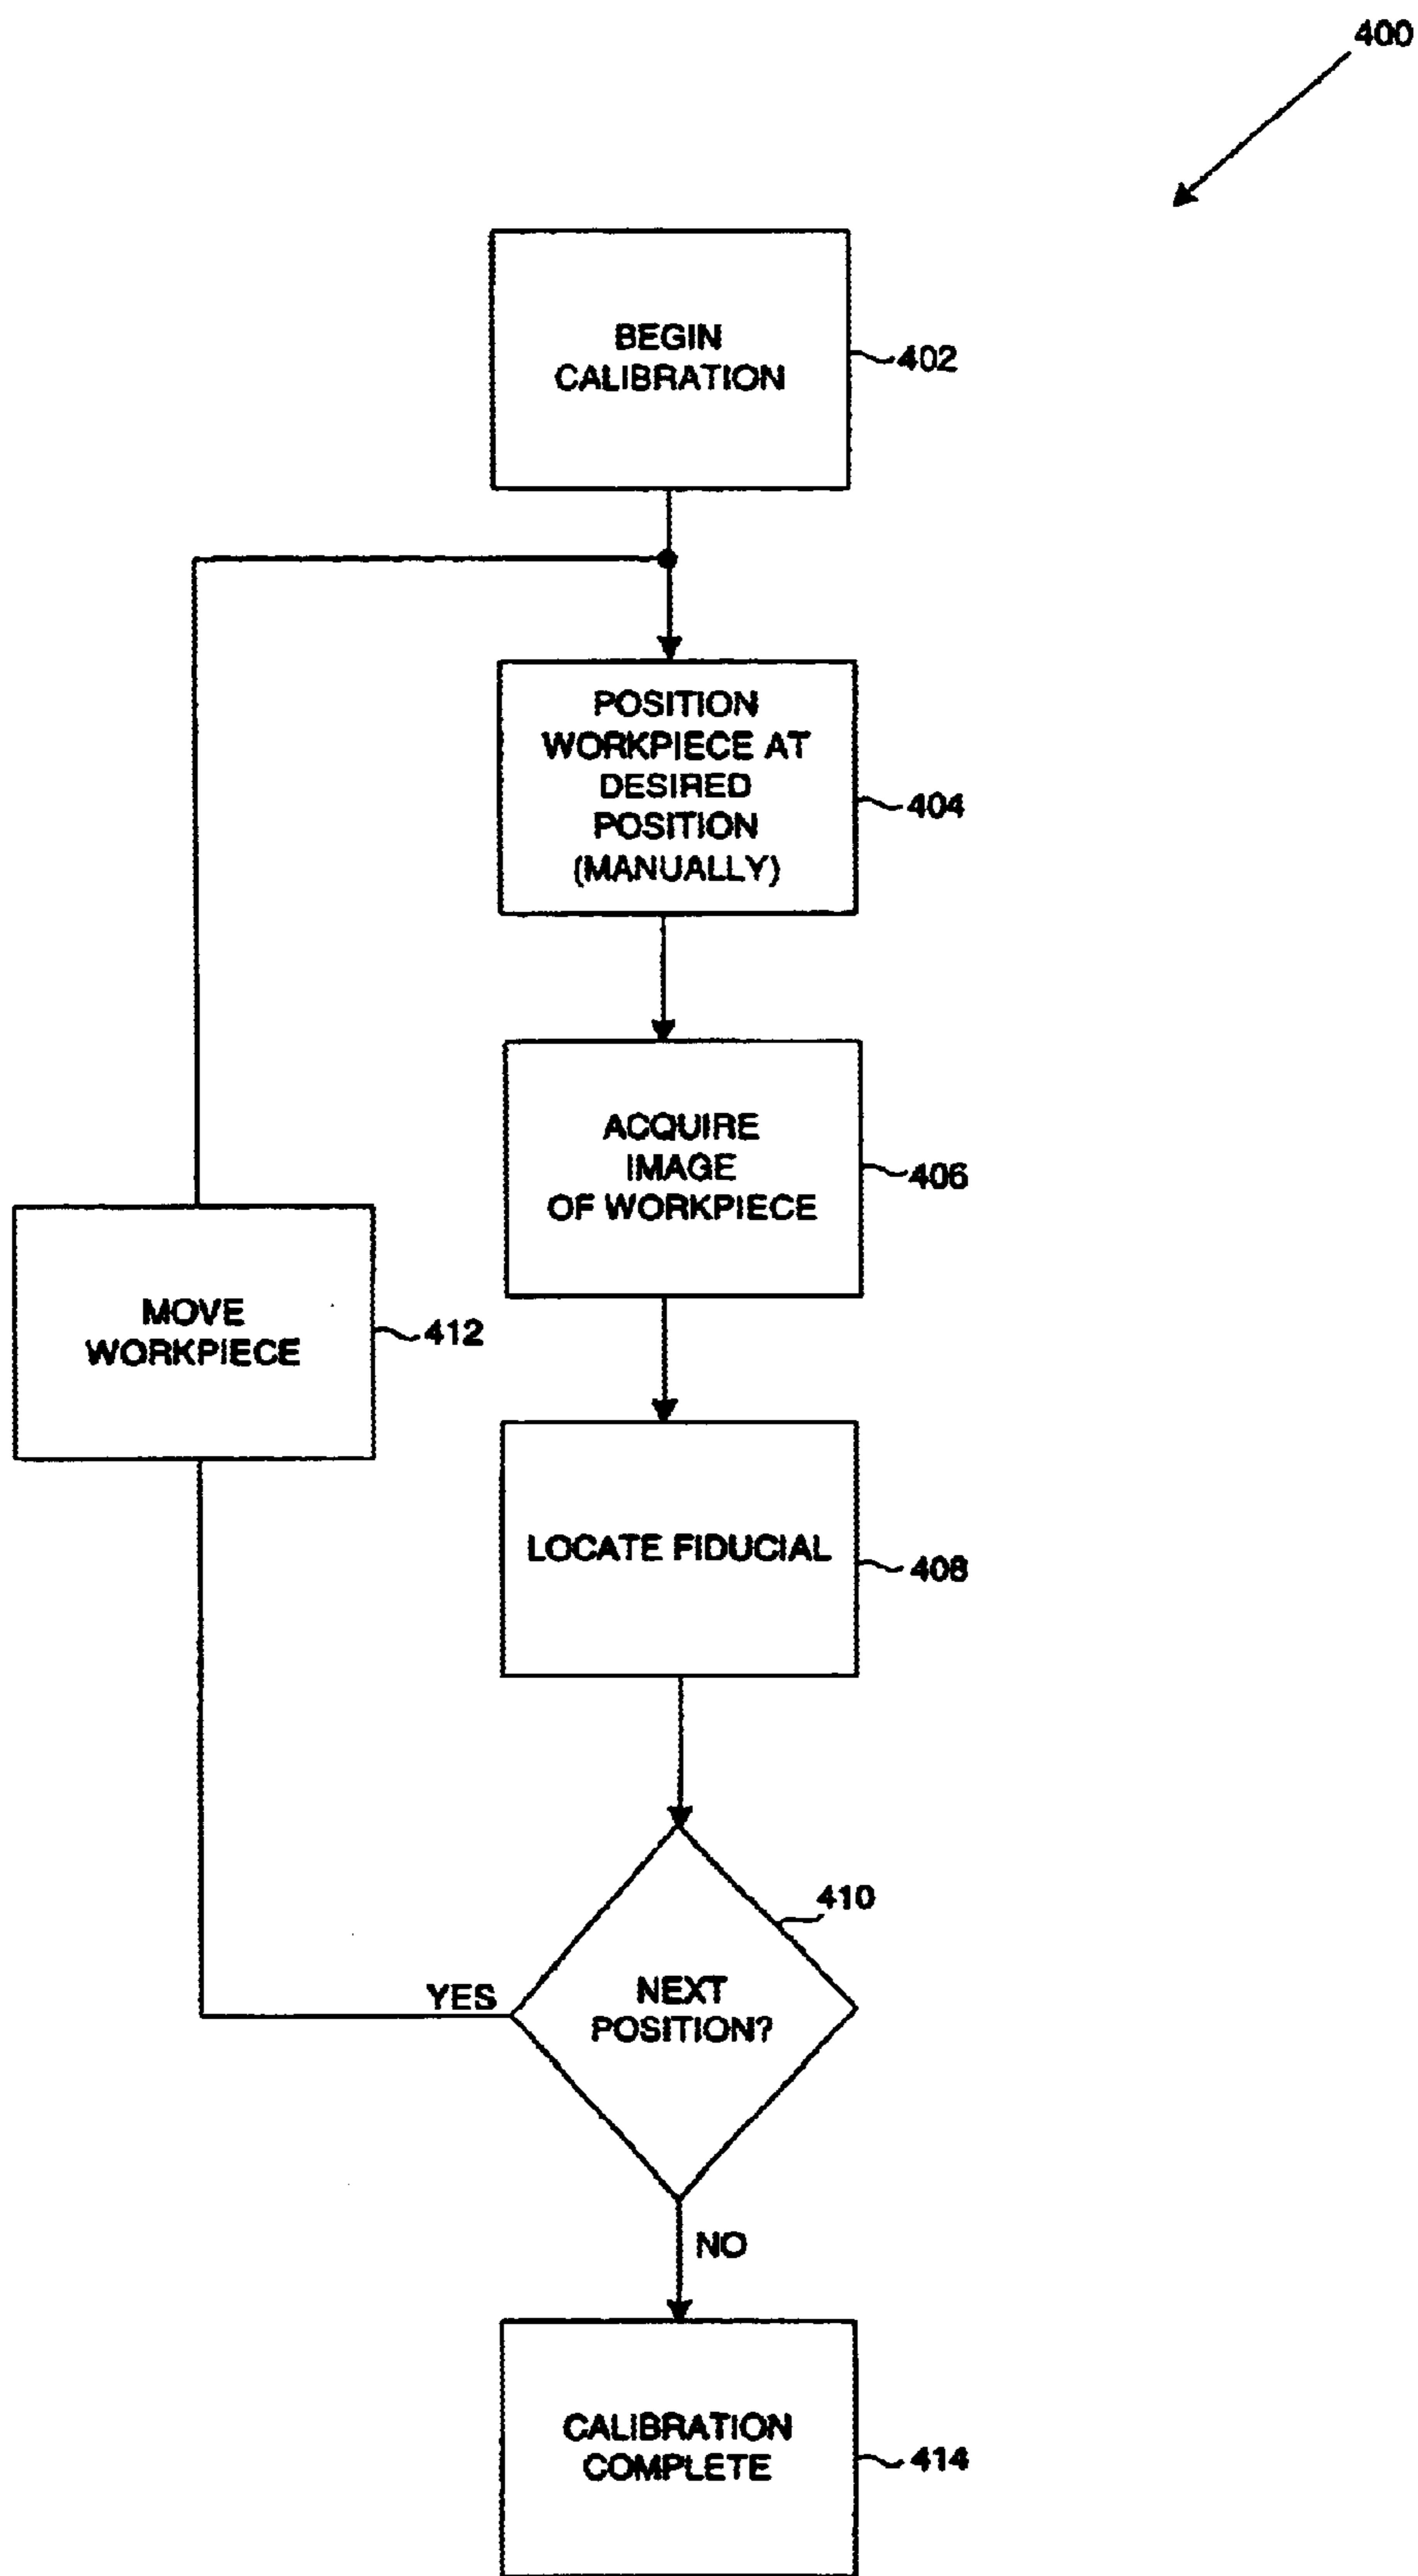 400
BEGIN
CALIBRATION
402
POSITION
WORKPIECE AT
DESIRED
POSITION
(MANUALLY)
404
ACQUIRE
IMAGE
OF WORKPIECE
406
MOVE
WORKPIECE
412
LOCATE FIDUCIAL
408
410
YES
NEXT
POSITION?
NO
CALIBRATION
COMPLETE
414